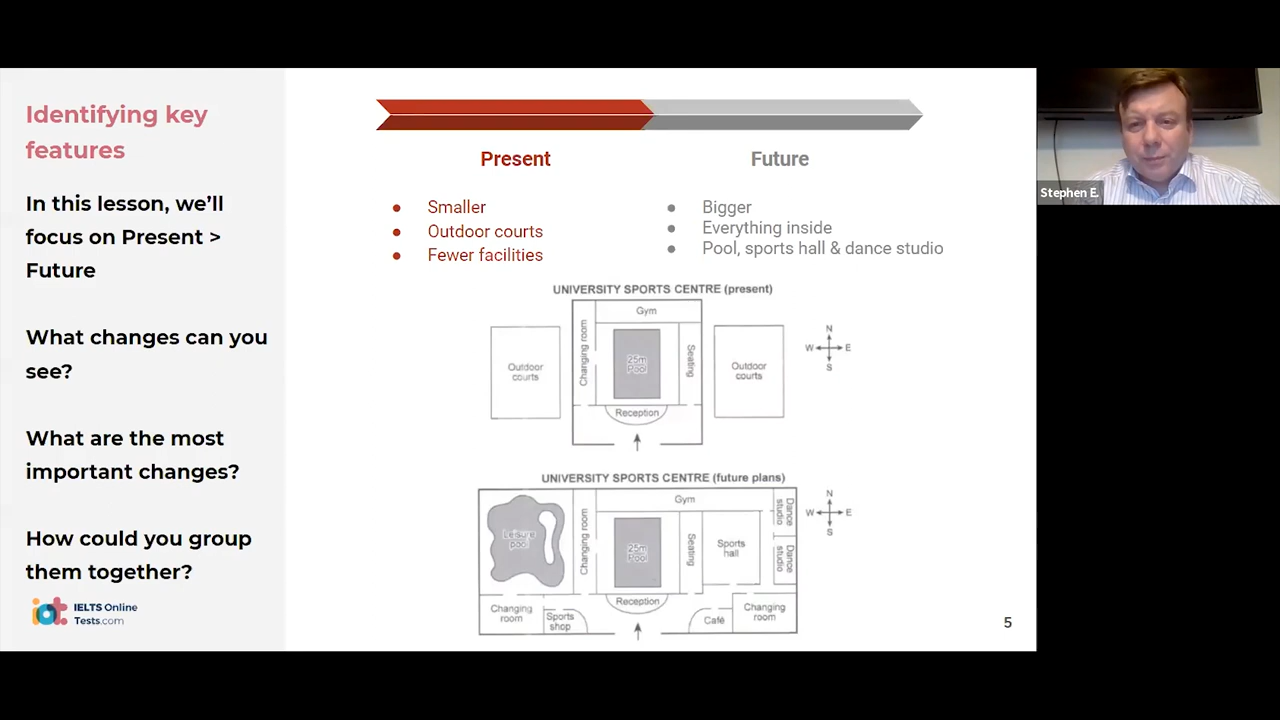 Identifying key
features
In this lesson, we'll
focus on Present >
Future
What changes can you
see?
What are the most
important changes?
How could you group
them together?
iot IELTS Online
Tests.com
Present
● Smaller
● Outdoor courts
● Fewer facilities
Future
● Bigger
● Everything inside
● Pool, sports hall & dance studio
UNIVERSITY SPORTS CENTRE (present)
Gym
Changing room
25m
Pool
Seating
Outdoor
courts
Outdoor
courts
Reception
N
W E
S
UNIVERSITY SPORTS CENTRE (future plans)
Gym
Leisure
pool
Changing room
25m
Pool
Seating
Sports
hall
Dance
studio
Dance
studio
Reception
Changing
room
Sports
shop
Café
Changing
room
N
W E
S
5
Stephen E.